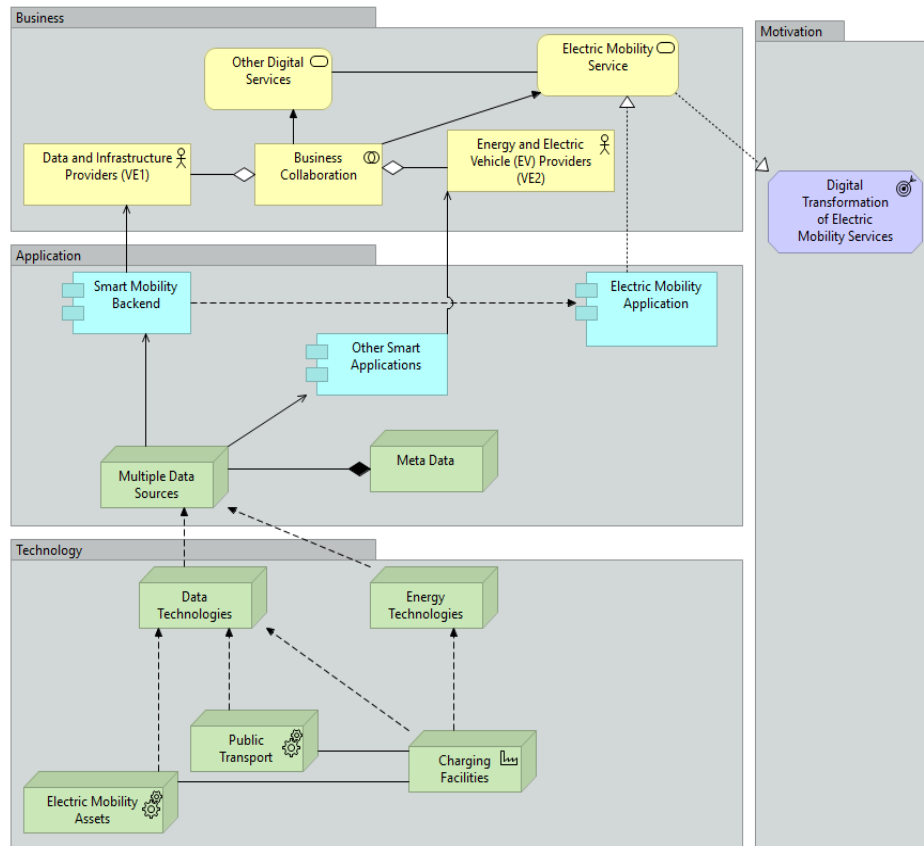 Business
Motivation
Other Digital
Services
Electric Mobility
Service
Data and Infrastructure
Providers (VE1)
Business
Collaboration
Energy and Electric
Vehicle (EV) Providers
(VE2)
Digital
Transformation
of Electric
Mobility Services
Application
Smart Mobility
Backend
Electric Mobility
Application
Other Smart
Applications
Meta Data
Multiple Data
Sources
Technology
Data
Technologies
Energy
Technologies
Public
Transport
Charging
Facilities
Electric Mobility
Assets